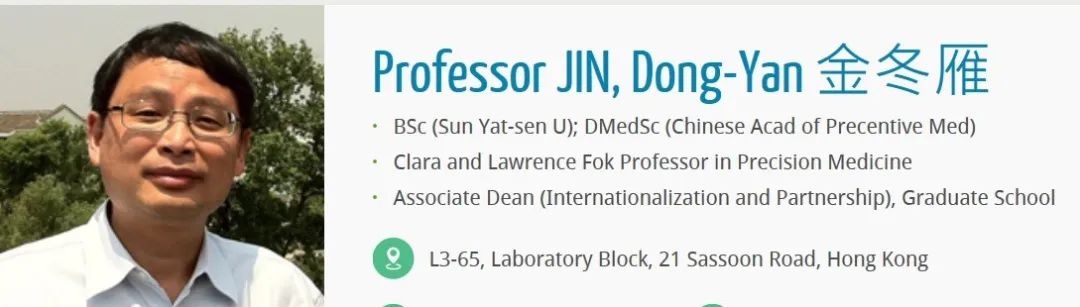 Professor JIN, Dong-Yan 金冬雁
BSc (Sun Yat-sen U); DMedSc (Chinese Acad of Precentive Med)
Clara and Lawrence Fok Professor in Precision Medicine
Associate Dean (Internationalization and Partnership), Graduate School
L3-65, Laboratory Block, 21 Sassoon Road, Hong Kong